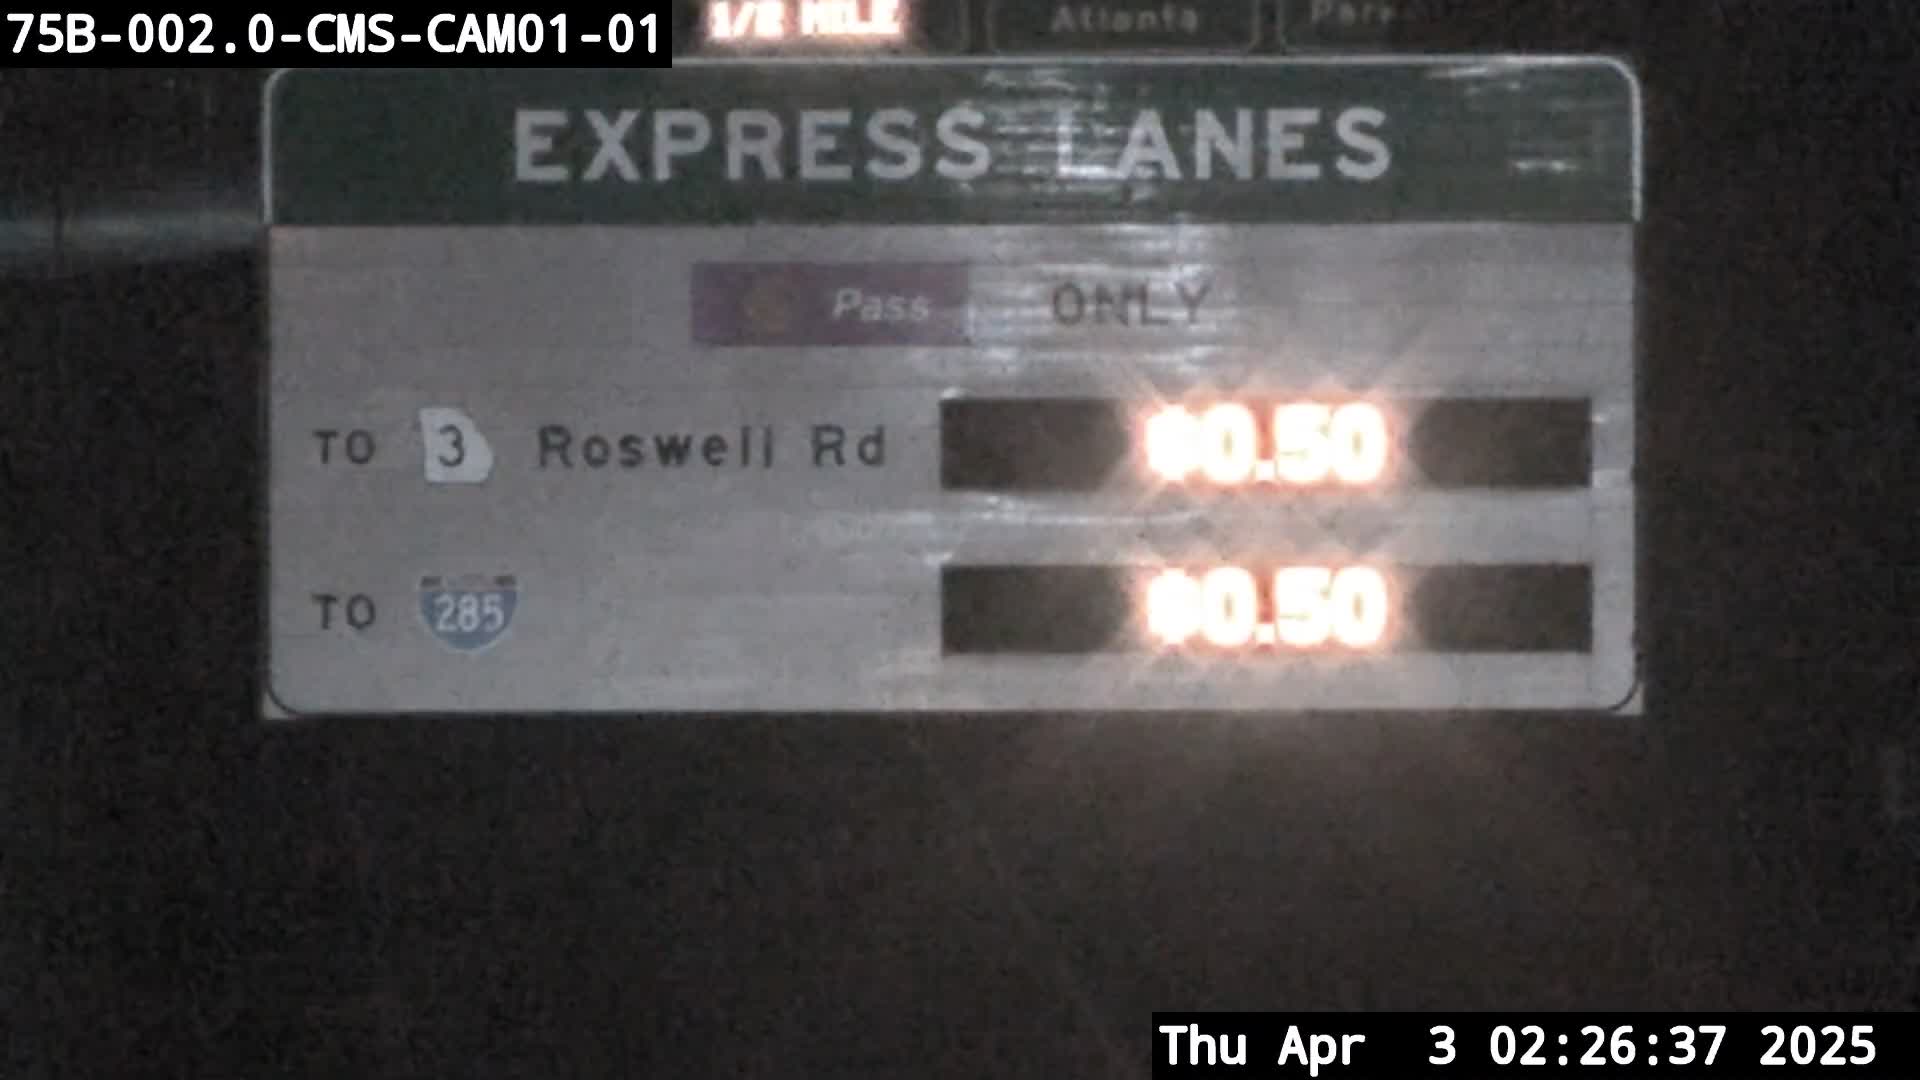 75B-002.0-CMS-CAM01-01
1/2 MILE
Atlanta
EXPRESS LANES
Pass ONLY
TO 3 Roswell Rd $0.50
TO 285 $0.50
Thu Apr 3 02:26:37 2025